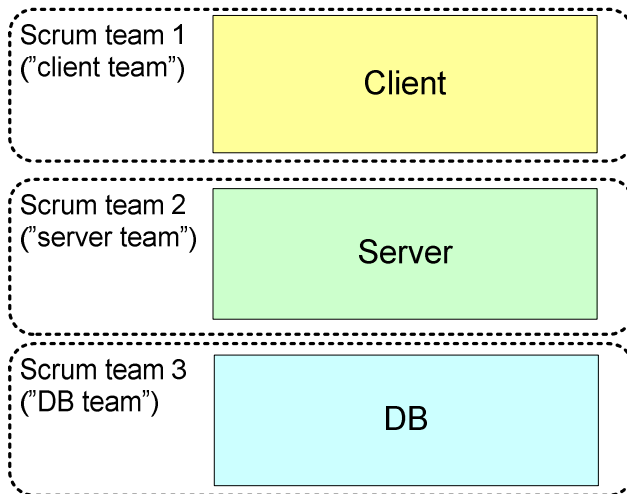 Scrum team 1
(”client team”)
Client
Scrum team 2
(”server team”)
Server
Scrum team 3
(”DB team”)
DB